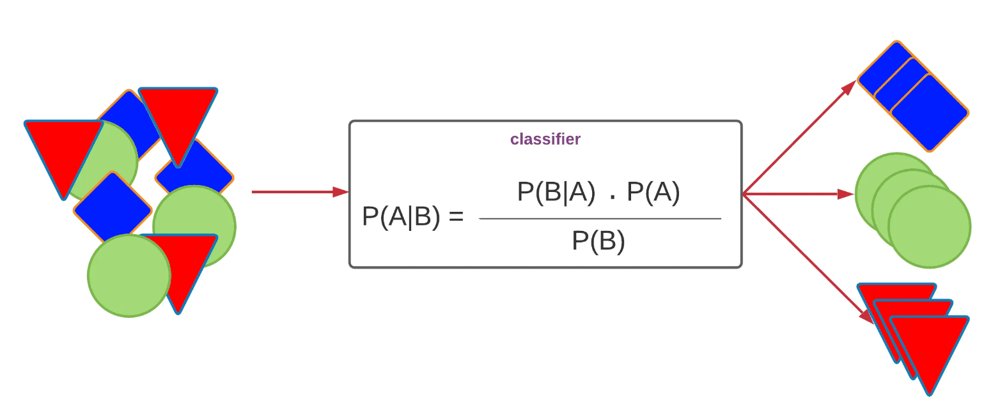 classifier
P(A|B) = P(B|A) . P(A)
P(B)